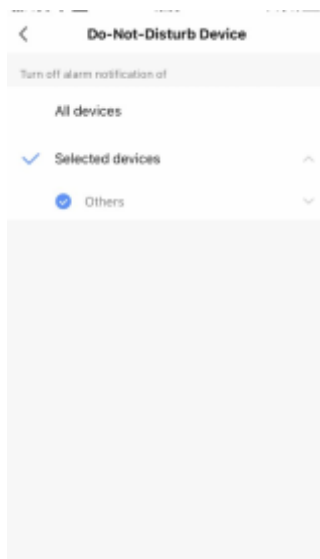 Do-Not-Disturb Device
Turn off alarm notification of
All devices
Selected devices
Others